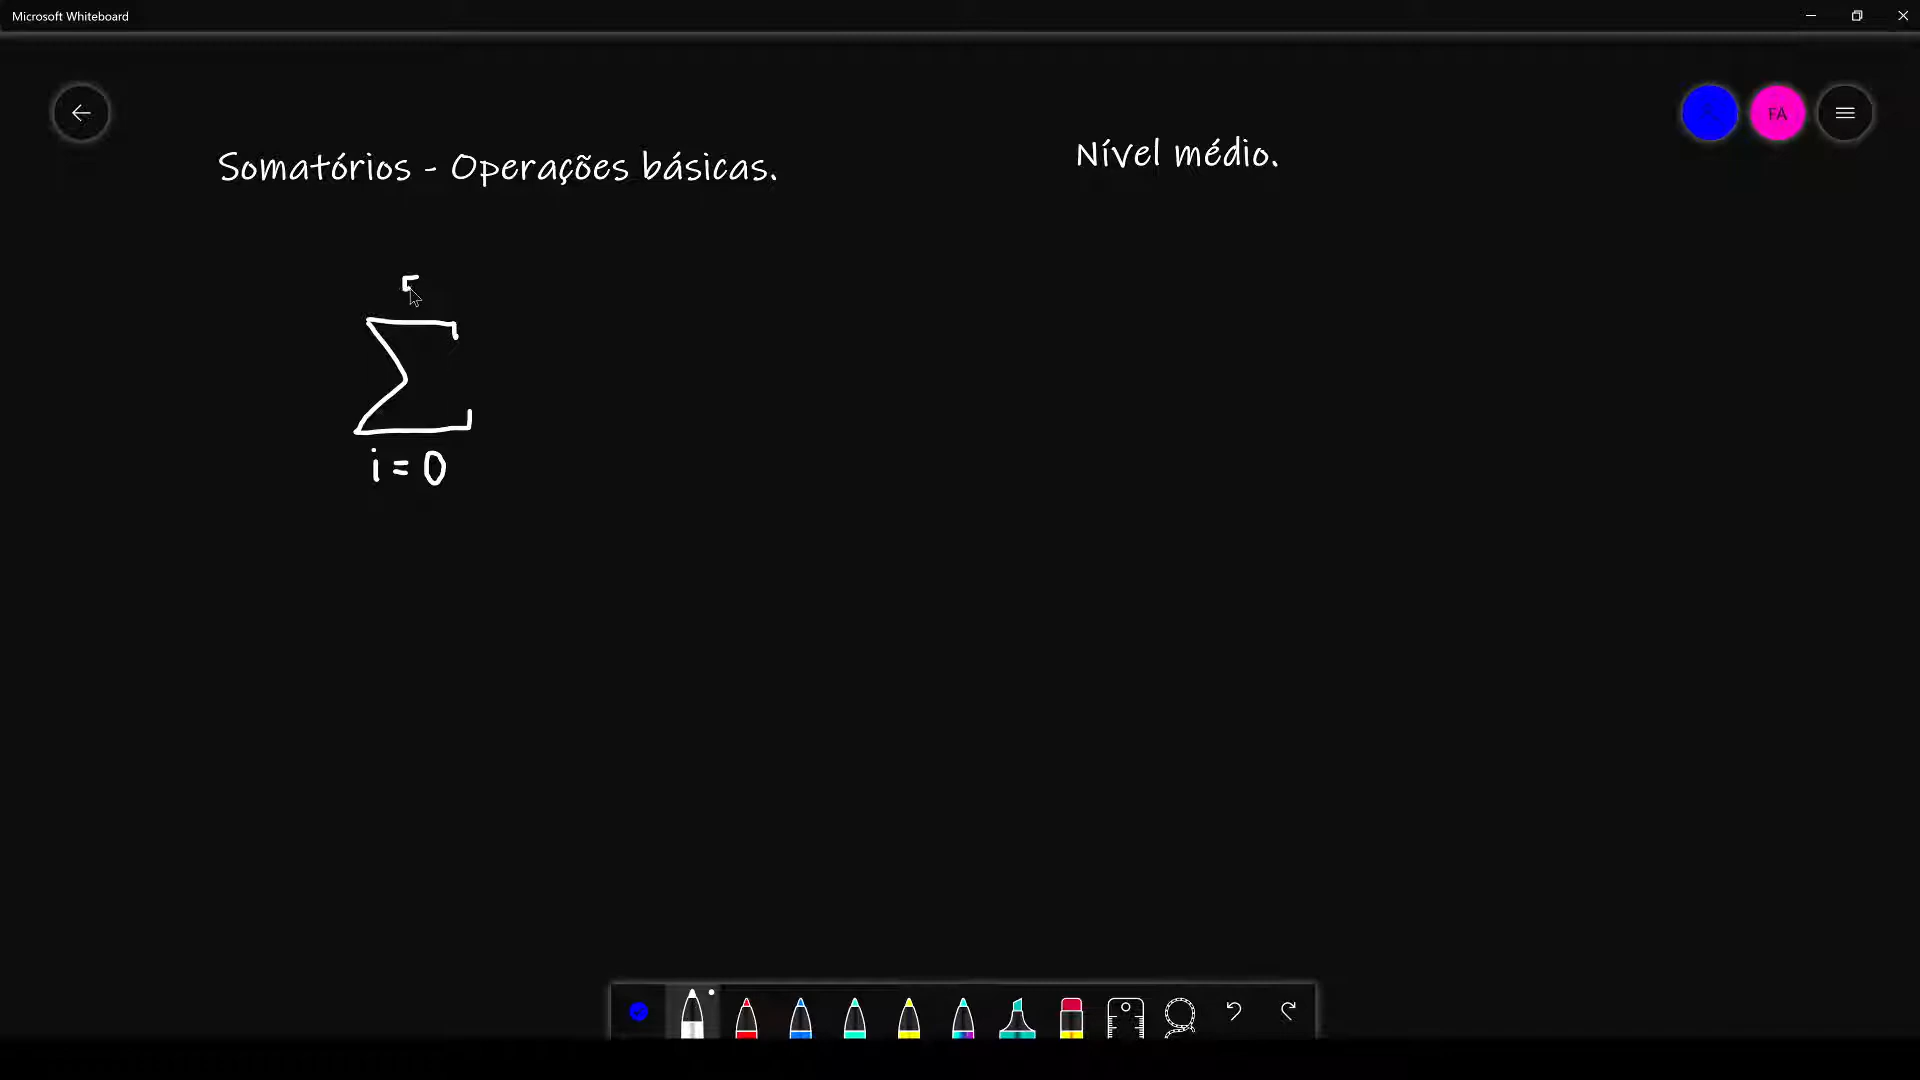 Microsoft Whiteboard
FA
Somatórios - Operações básicas.
Nível médio.
Σ
i = 0